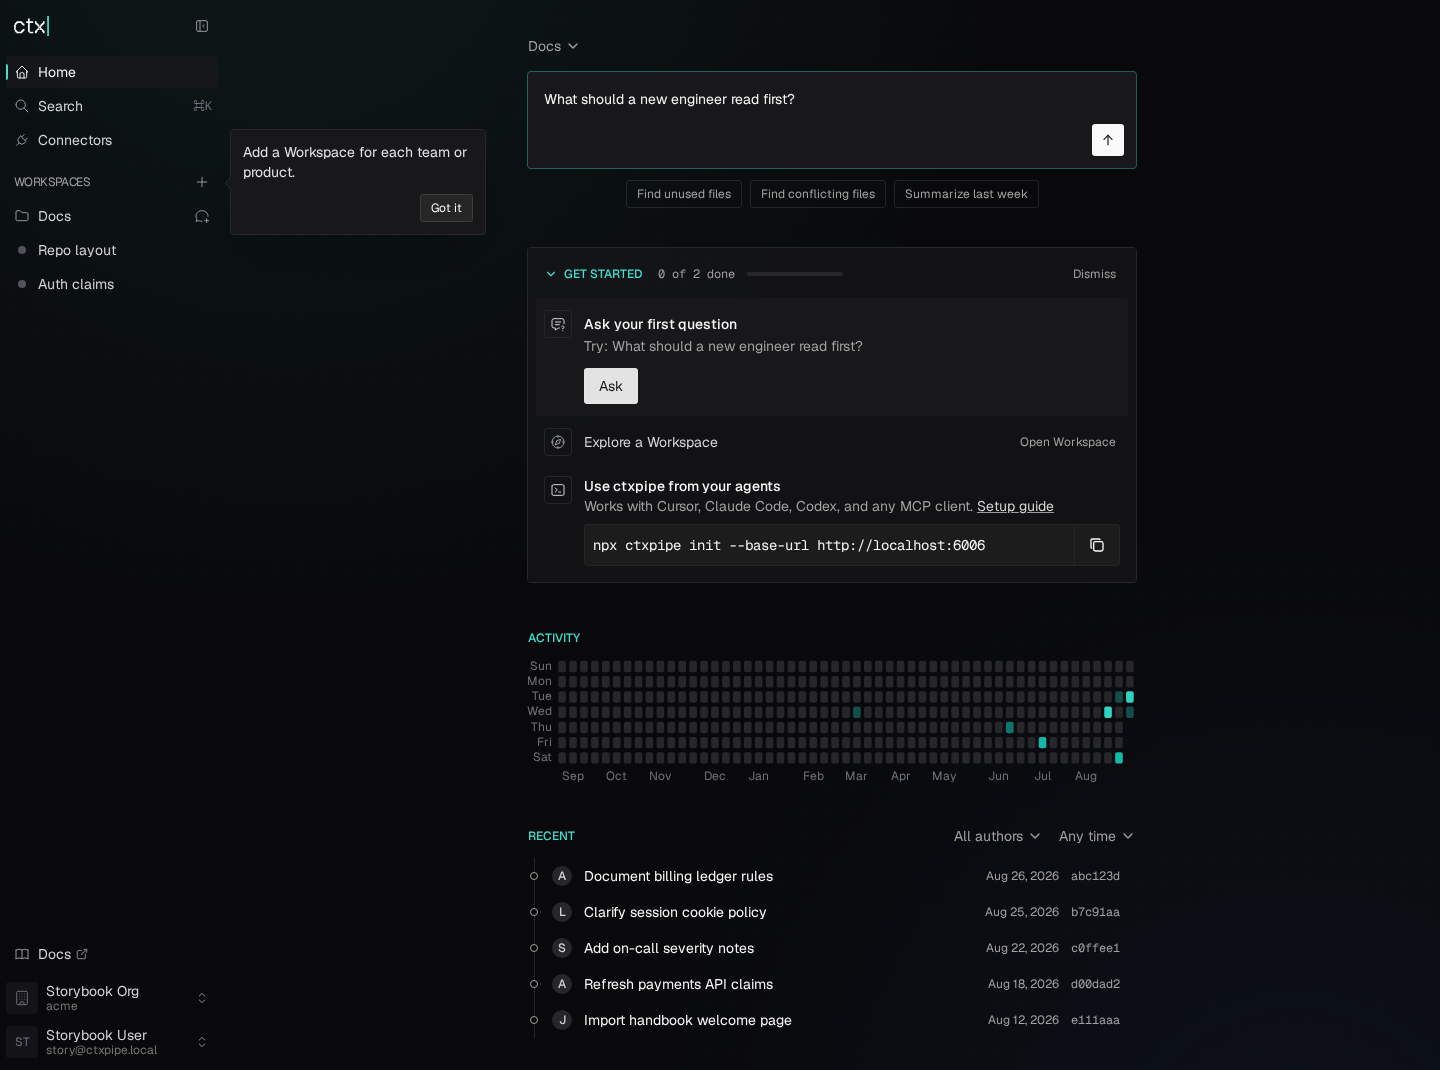 ctx
Home
Search ⌘K
Connectors
WORKSPACES
Docs
Repo layout
Auth claims
Add a Workspace for each team or
product.
Got it
Docs
What should a new engineer read first?
Find unused files
Find conflicting files
Summarize last week
GET STARTED 0 of 2 done Dismiss
Ask your first question
Try: What should a new engineer read first?
Ask
Explore a Workspace Open Workspace
Use ctxpipe from your agents
Works with Cursor, Claude Code, Codex, and any MCP client. Setup guide
npx ctxpipe init --base-url http://localhost:6006
ACTIVITY
Sun
Mon
Tue
Wed
Thu
Fri
Sat
Sep Oct Nov Dec Jan Feb Mar Apr May Jun Jul Aug
RECENT All authors Any time
A Document billing ledger rules Aug 26, 2026 abc123d
L Clarify session cookie policy Aug 25, 2026 b7c91aa
S Add on-call severity notes Aug 22, 2026 c0ffee1
A Refresh payments API claims Aug 18, 2026 d00dad2
J Import handbook welcome page Aug 12, 2026 e111aaa
Docs
Storybook Org
acme
ST Storybook User
story@ctxpipe.local